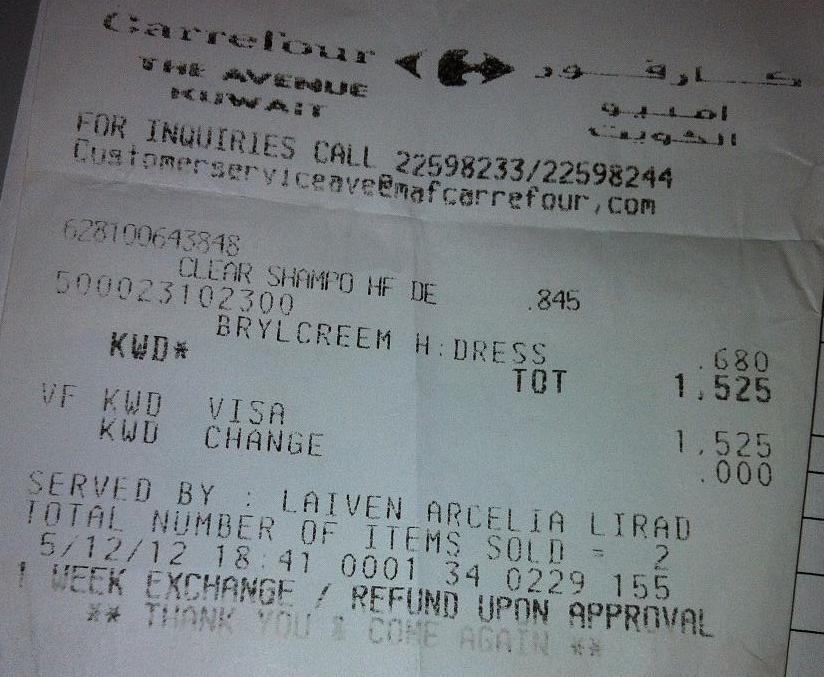 Carrefour كارفور
THE AVENUE افنيو
KUWAIT الكويت
FOR INQUIRIES CALL 22598233/22598244
Customerserviceave@mafcarrefour,com
628100643848
CLEAR SHAMPO HF DE .845
500023102300
BRYLCREEM H:DRESS .680
KWD* TOT 1,525
VF KWD VISA 1,525
KWD CHANGE .000
SERVED BY : LAIVEN ARCELIA LIRAD
TOTAL NUMBER OF ITEMS SOLD = 2
5/12/12 18:41 0001 34 0229 155
1 WEEK EXCHANGE / REFUND UPON APPROVAL
** THANK YOU & COME AGAIN **